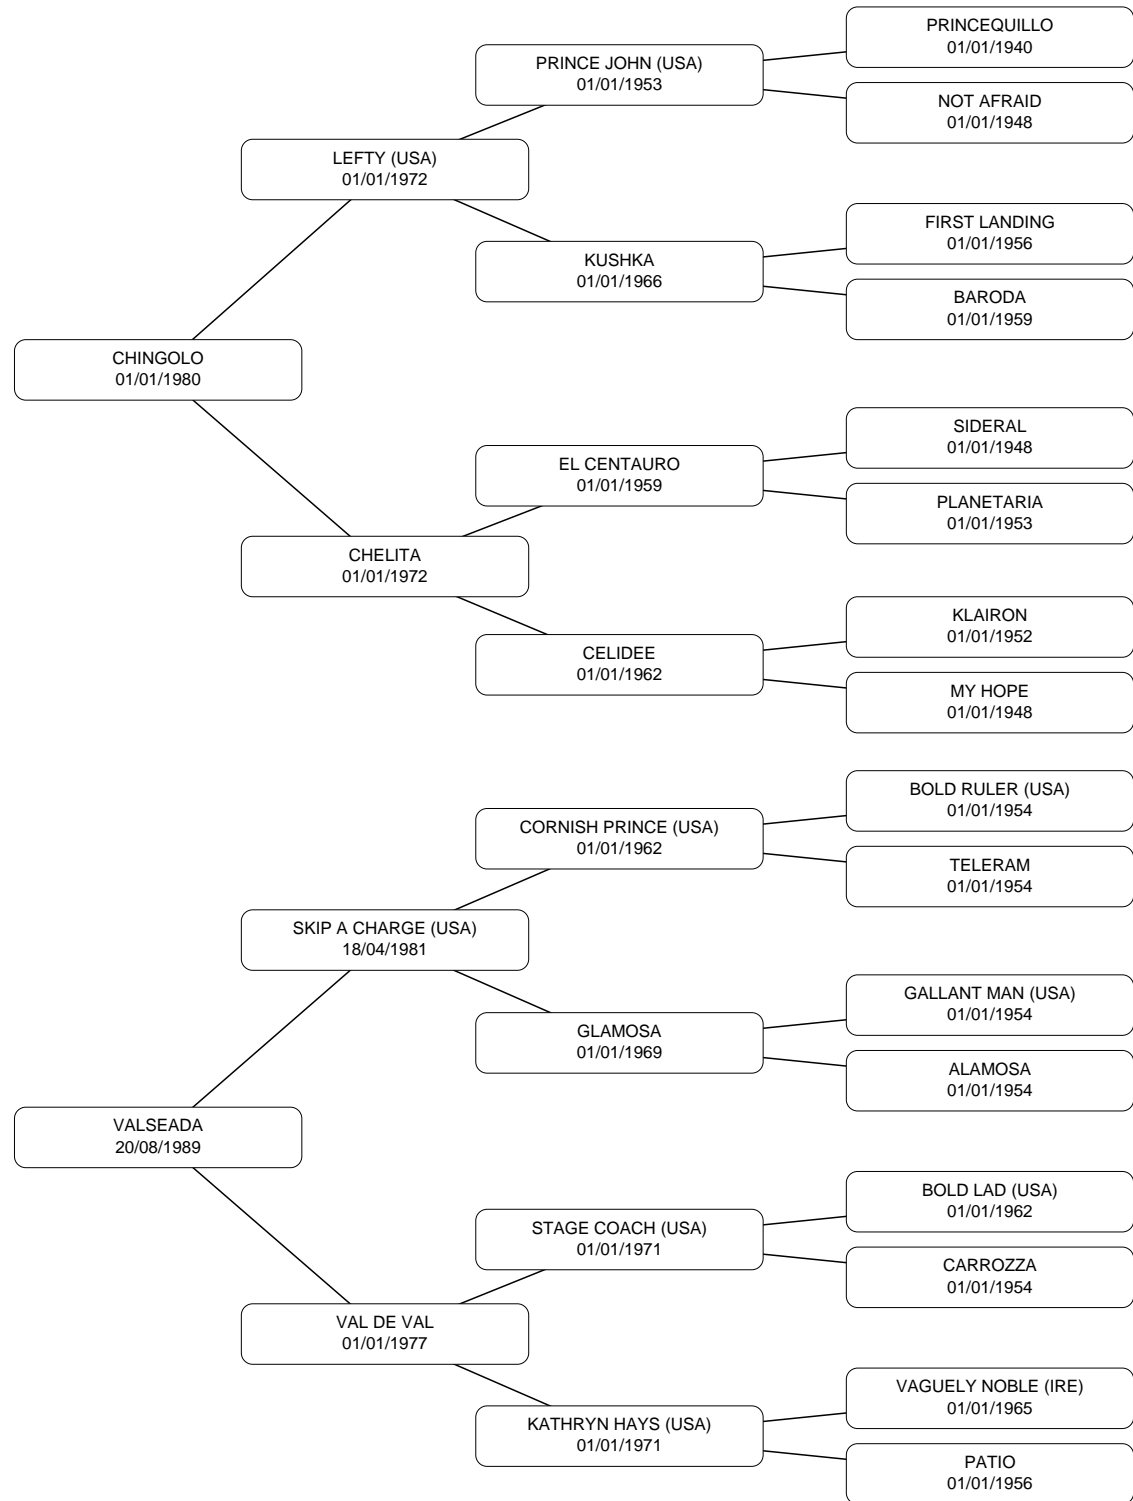 PRINCEQUILLO
01/01/1940
PRINCE JOHN (USA)
01/01/1953
NOT AFRAID
01/01/1948
LEFTY (USA)
01/01/1972
FIRST LANDING
01/01/1956
KUSHKA
01/01/1966
BARODA
01/01/1959
CHINGOLO
01/01/1980
SIDERAL
01/01/1948
EL CENTAURO
01/01/1959
PLANETARIA
01/01/1953
CHELITA
01/01/1972
KLAIRON
01/01/1952
CELIDEE
01/01/1962
MY HOPE
01/01/1948
BOLD RULER (USA)
01/01/1954
CORNISH PRINCE (USA)
01/01/1962
TELERAM
01/01/1954
SKIP A CHARGE (USA)
18/04/1981
GALLANT MAN (USA)
01/01/1954
GLAMOSA
01/01/1969
ALAMOSA
01/01/1954
VALSEADA
20/08/1989
BOLD LAD (USA)
01/01/1962
STAGE COACH (USA)
01/01/1971
CARROZZA
01/01/1954
VAL DE VAL
01/01/1977
VAGUELY NOBLE (IRE)
01/01/1965
KATHRYN HAYS (USA)
01/01/1971
PATIO
01/01/1956